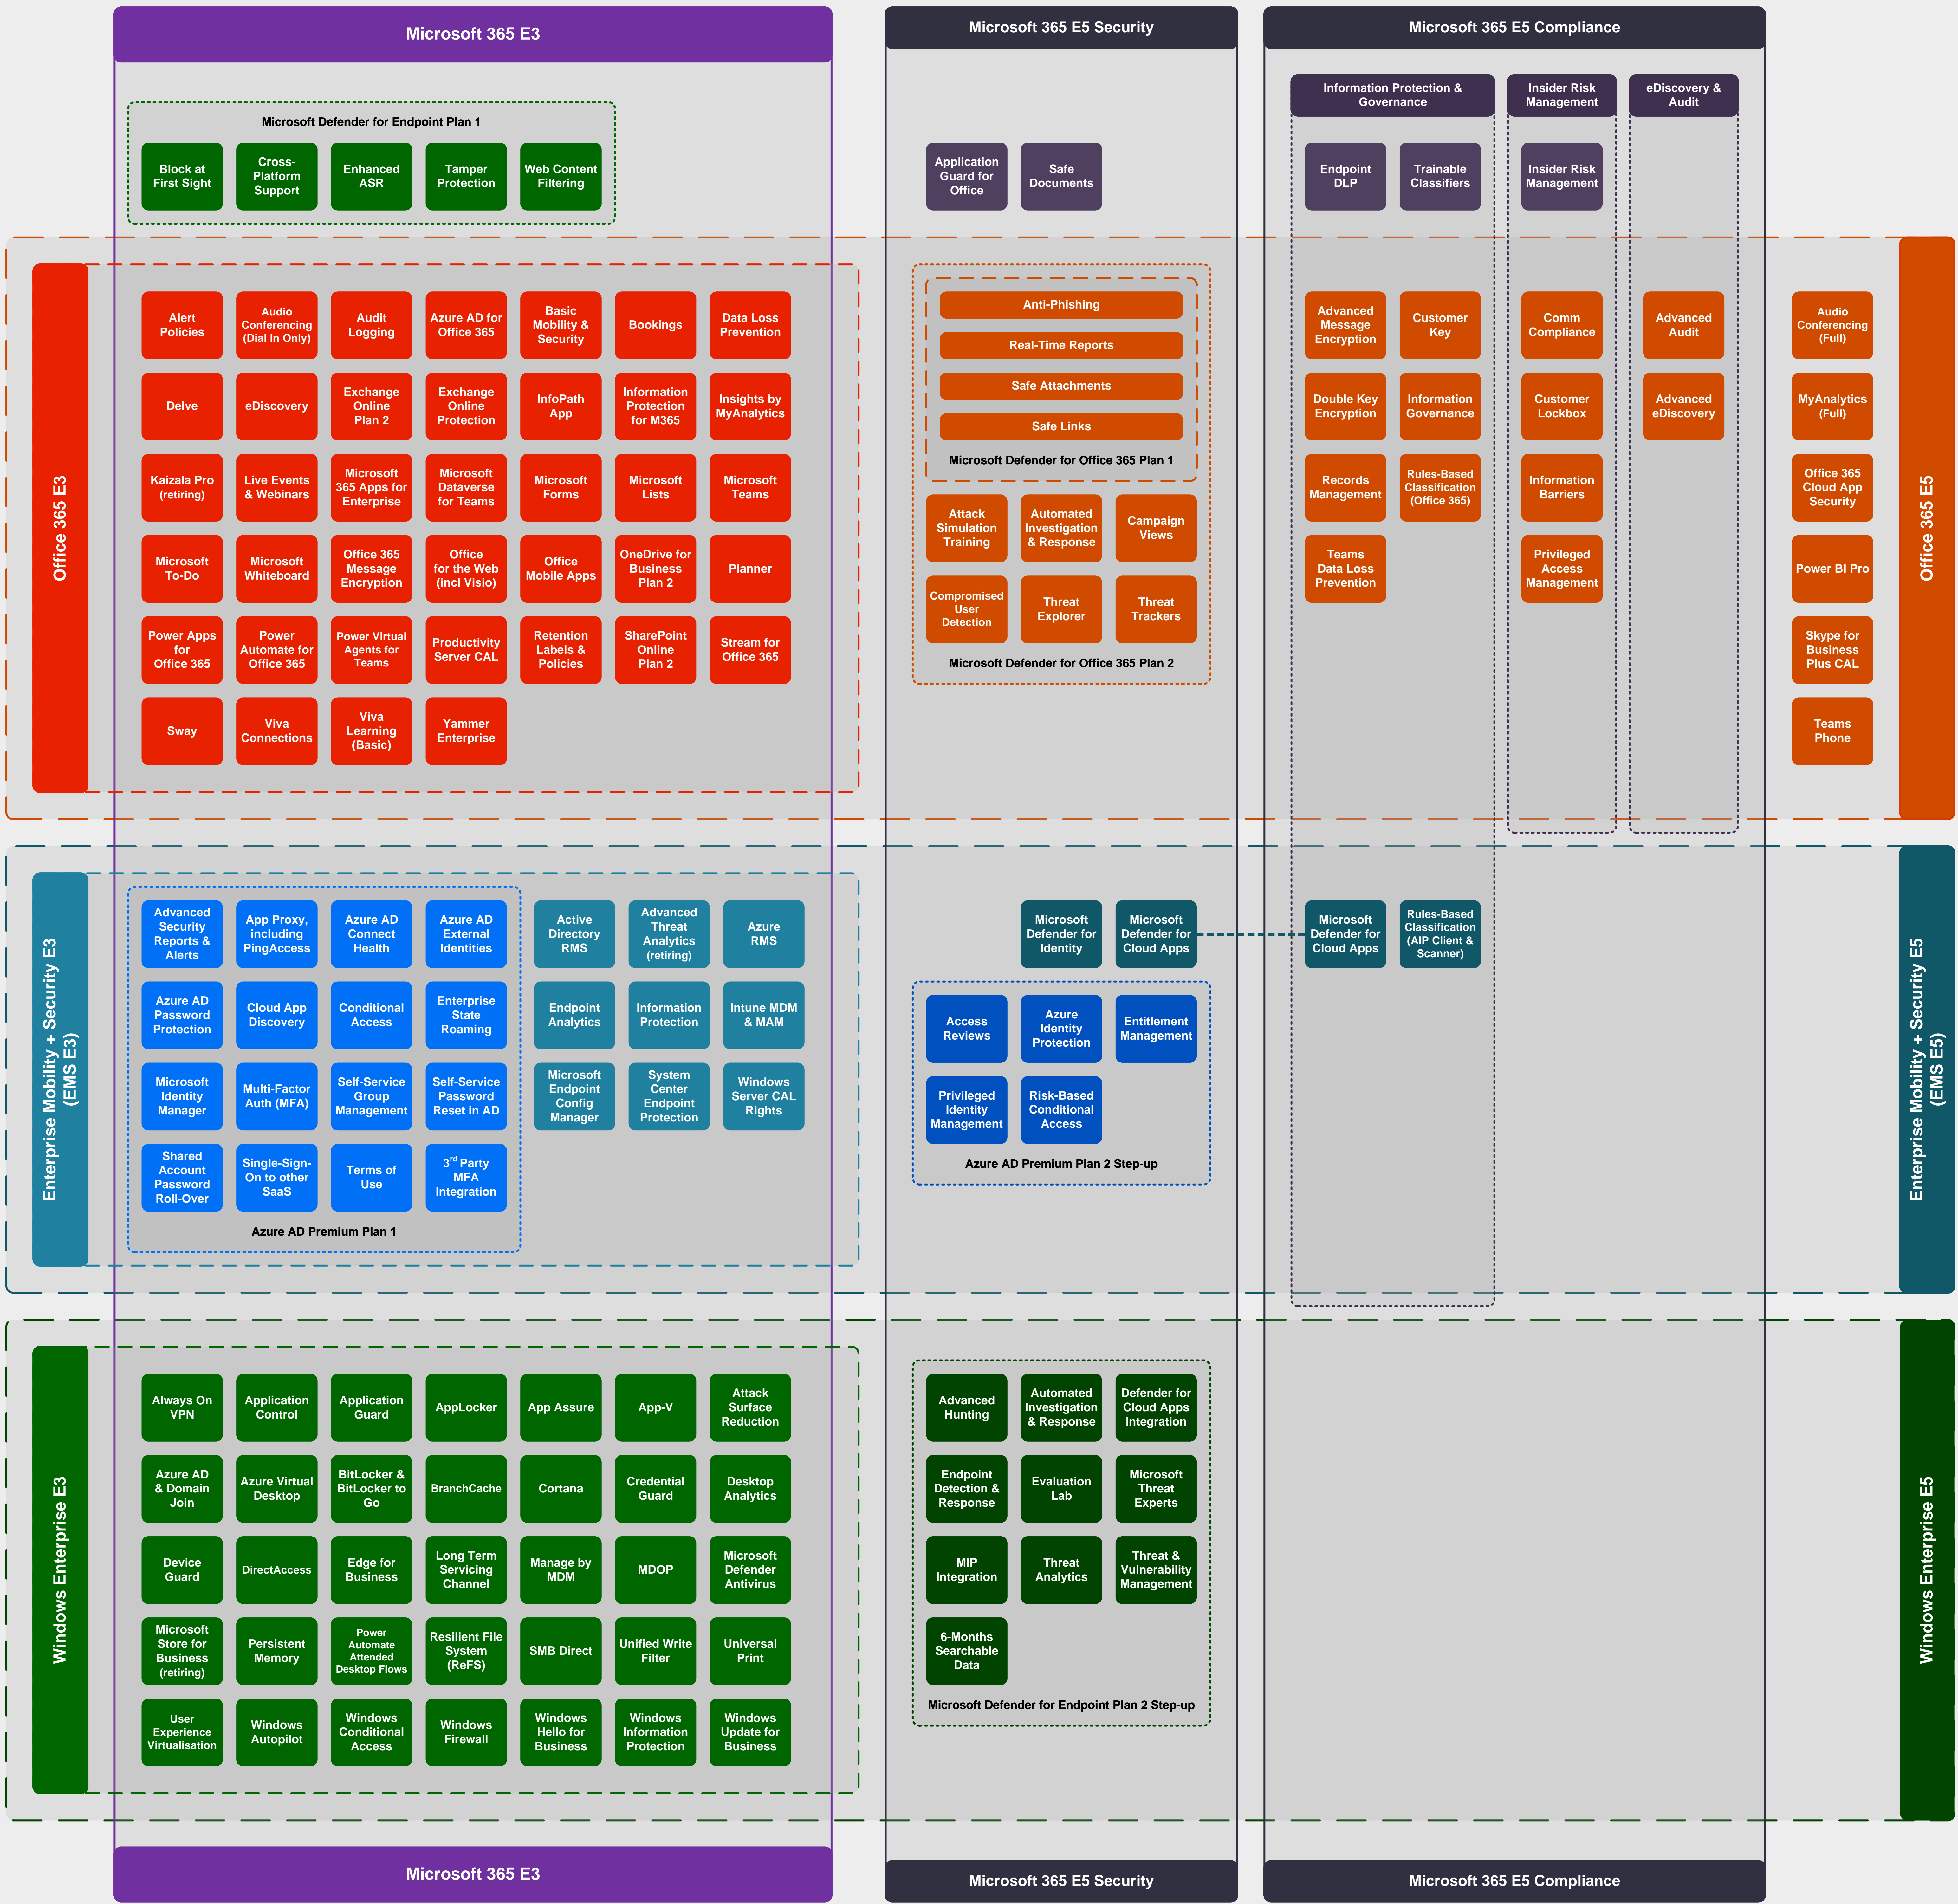 Microsoft 365 E3
Microsoft 365 E5 Security
Microsoft 365 E5 Compliance
Information Protection &
Governance
Insider Risk
Management
eDiscovery &
Audit
Microsoft Defender for Endpoint Plan 1
Block at
First Sight
Cross-
Platform
Support
Enhanced
ASR
Tamper
Protection
Web Content
Filtering
Application
Guard for
Office
Safe
Documents
Endpoint
DLP
Trainable
Classifiers
Insider Risk
Management
Office 365 E3
Alert
Policies
Audio
Conferencing
(Dial In Only)
Audit
Logging
Azure AD for
Office 365
Basic
Mobility &
Security
Bookings
Data Loss
Prevention
Delve
eDiscovery
Exchange
Online
Plan 2
Exchange
Online
Protection
InfoPath
App
Information
Protection
for M365
Insights by
MyAnalytics
Kaizala Pro
(retiring)
Live Events
& Webinars
Microsoft
365 Apps for
Enterprise
Microsoft
Dataverse
for Teams
Microsoft
Forms
Microsoft
Lists
Microsoft
Teams
Microsoft
To-Do
Microsoft
Whiteboard
Office 365
Message
Encryption
Office
for the Web
(incl Visio)
Office
Mobile Apps
OneDrive for
Business
Plan 2
Planner
Power Apps
for
Office 365
Power
Automate for
Office 365
Power Virtual
Agents for
Teams
Productivity
Server CAL
Retention
Labels &
Policies
SharePoint
Online
Plan 2
Stream for
Office 365
Sway
Viva
Connections
Viva
Learning
(Basic)
Yammer
Enterprise
Anti-Phishing
Real-Time Reports
Safe Attachments
Safe Links
Microsoft Defender for Office 365 Plan 1
Attack
Simulation
Training
Automated
Investigation
& Response
Campaign
Views
Compromised
User
Detection
Threat
Explorer
Threat
Trackers
Microsoft Defender for Office 365 Plan 2
Advanced
Message
Encryption
Customer
Key
Double Key
Encryption
Information
Governance
Records
Management
Rules-Based
Classification
(Office 365)
Teams
Data Loss
Prevention
Comm
Compliance
Customer
Lockbox
Information
Barriers
Privileged
Access
Management
Advanced
Audit
Advanced
eDiscovery
Audio
Conferencing
(Full)
MyAnalytics
(Full)
Office 365
Cloud App
Security
Power BI Pro
Skype for
Business
Plus CAL
Teams
Phone
Office 365 E5
Enterprise Mobility + Security E3
(EMS E3)
Advanced
Security
Reports &
Alerts
App Proxy,
including
PingAccess
Azure AD
Connect
Health
Azure AD
External
Identities
Azure AD
Password
Protection
Cloud App
Discovery
Conditional
Access
Enterprise
State
Roaming
Microsoft
Identity
Manager
Multi-Factor
Auth (MFA)
Self-Service
Group
Management
Self-Service
Password
Reset in AD
Shared
Account
Password
Roll-Over
Single-Sign-
On to other
SaaS
Terms of
Use
3rd Party
MFA
Integration
Azure AD Premium Plan 1
Active
Directory
RMS
Advanced
Threat
Analytics
(retiring)
Azure
RMS
Endpoint
Analytics
Information
Protection
Intune MDM
& MAM
Microsoft
Endpoint
Config
Manager
System
Center
Endpoint
Protection
Windows
Server CAL
Rights
Microsoft
Defender for
Identity
Microsoft
Defender for
Cloud Apps
Access
Reviews
Azure
Identity
Protection
Entitlement
Management
Privileged
Identity
Management
Risk-Based
Conditional
Access
Azure AD Premium Plan 2 Step-up
Microsoft
Defender for
Cloud Apps
Rules-Based
Classification
(AIP Client &
Scanner)
Enterprise Mobility + Security E5
(EMS E5)
Windows Enterprise E3
Always On
VPN
Application
Control
Application
Guard
AppLocker
App Assure
App-V
Attack
Surface
Reduction
Azure AD
& Domain
Join
Azure Virtual
Desktop
BitLocker &
BitLocker to
Go
BranchCache
Cortana
Credential
Guard
Desktop
Analytics
Device
Guard
DirectAccess
Edge for
Business
Long Term
Servicing
Channel
Manage by
MDM
MDOP
Microsoft
Defender
Antivirus
Microsoft
Store for
Business
(retiring)
Persistent
Memory
Power
Automate
Attended
Desktop Flows
Resilient File
System
(ReFS)
SMB Direct
Unified Write
Filter
Universal
Print
User
Experience
Virtualisation
Windows
Autopilot
Windows
Conditional
Access
Windows
Firewall
Windows
Hello for
Business
Windows
Information
Protection
Windows
Update for
Business
Advanced
Hunting
Automated
Investigation
& Response
Defender for
Cloud Apps
Integration
Endpoint
Detection &
Response
Evaluation
Lab
Microsoft
Threat
Experts
MIP
Integration
Threat
Analytics
Threat &
Vulnerability
Management
6-Months
Searchable
Data
Microsoft Defender for Endpoint Plan 2 Step-up
Windows Enterprise E5
Microsoft 365 E3
Microsoft 365 E5 Security
Microsoft 365 E5 Compliance